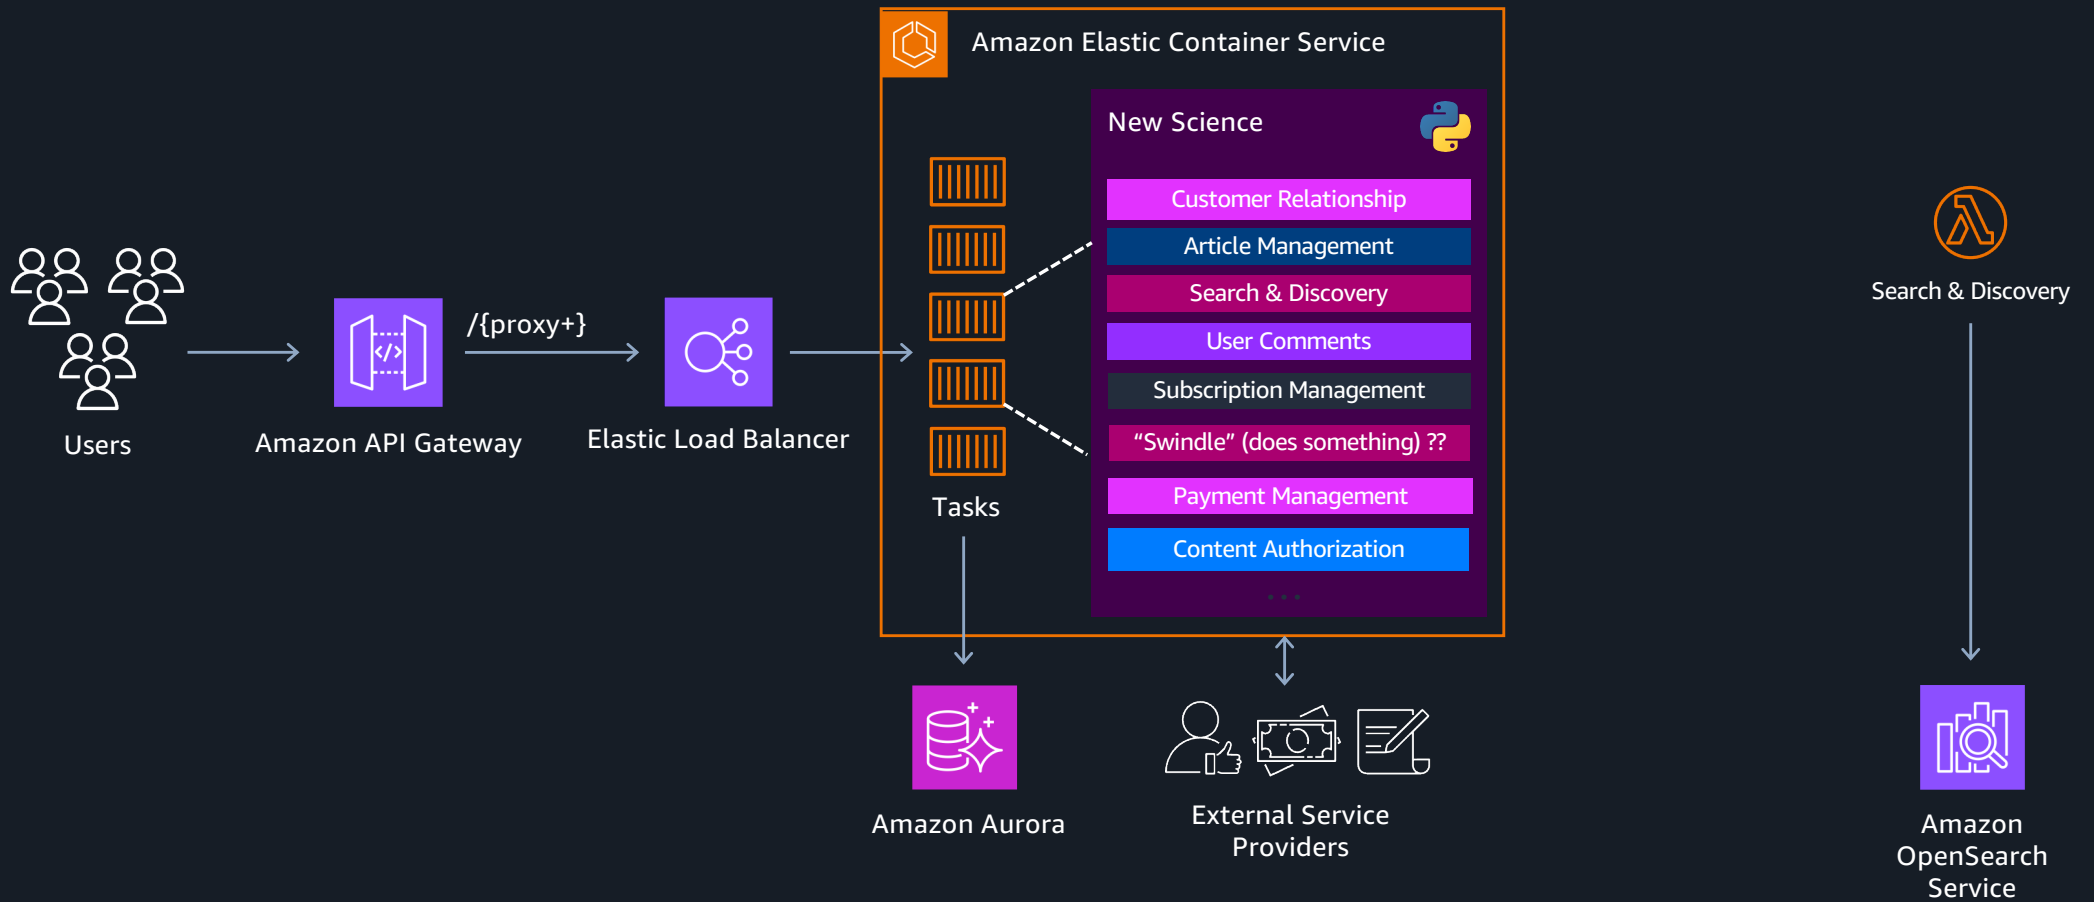 Amazon Elastic Container Service
New Science
Customer Relationship
Article Management
Search & Discovery
User Comments
Subscription Management
“Swindle” (does something) ??
Payment Management
Content Authorization
...
Tasks
Users
Amazon API Gateway
/{proxy+}
</>
Elastic Load Balancer
Search & Discovery
Amazon Aurora
External Service
Providers
Amazon
OpenSearch
Service